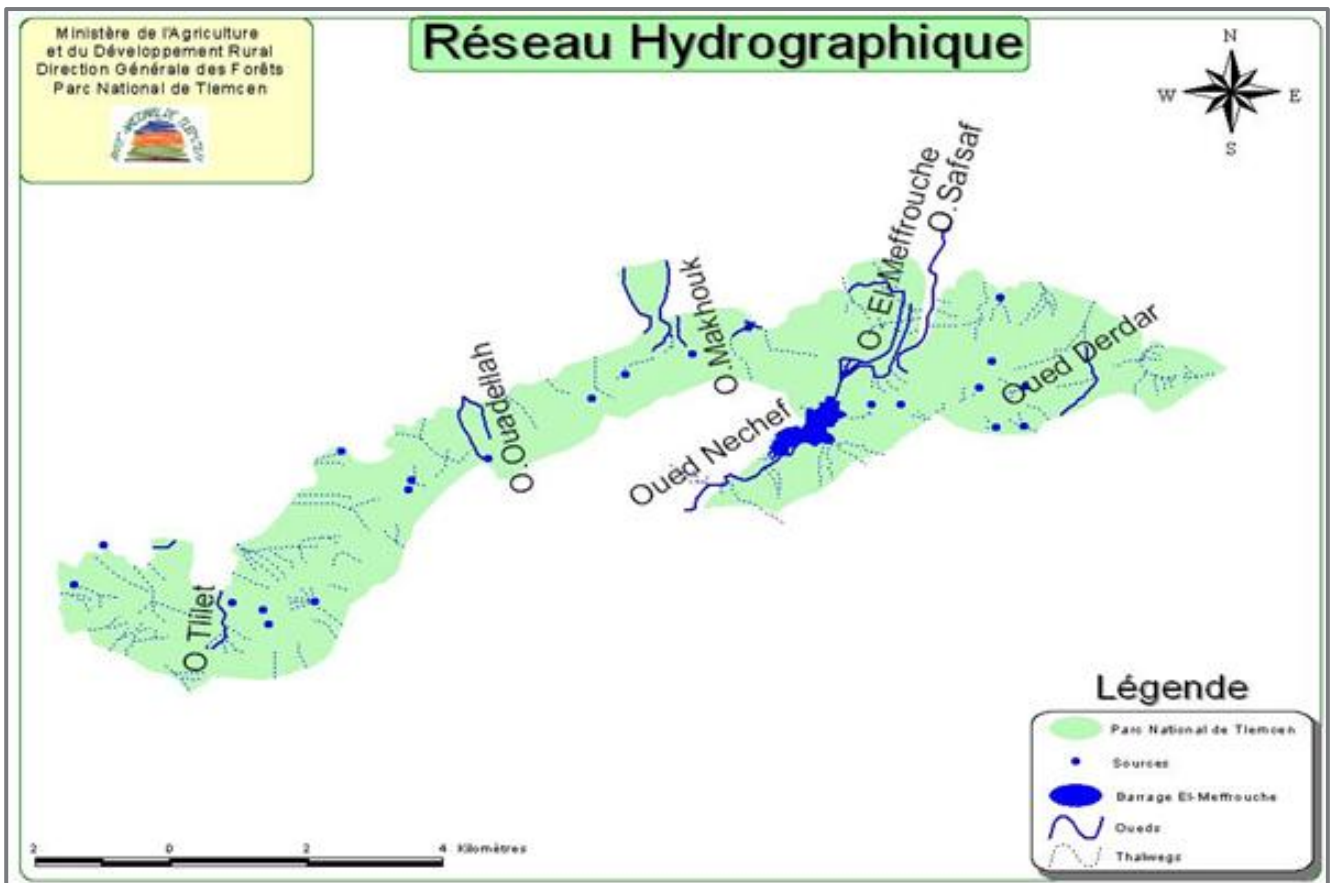 Ministère de l'Agriculture
et du Développement Rural
Direction Générale des Forêts
Parc National de Tlemcen
Réseau Hydrographique
N
W
E
S
O.Safsaf
O. El-Meffrouche
O.Makhouk
Oued Derdar
O.Ouadellah
Oued Nechef
O Tlilet
Légende
Parc National de Tlemcen
Sources
Barrage El-Meffrouche
Oueds
Thalwegs
2 0 2 4 Kilomètres